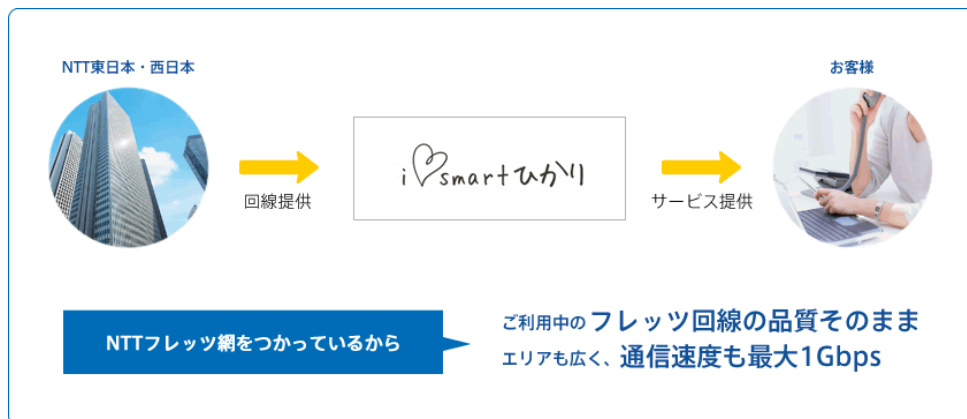 NTT東日本・西日本
お客様
i♡smartひかり
回線提供
サービス提供
NTTフレッツ網をつかっているから
ご利用中のフレッツ回線の品質そのまま
エリアも広く、通信速度も最大1Gbps